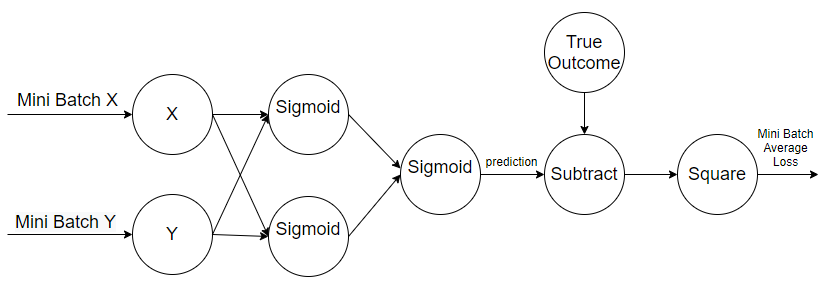 Mini Batch X
X
Mini Batch Y
Y
Sigmoid
Sigmoid
Sigmoid
prediction
True
Outcome
Subtract
Square
Mini Batch
Average
Loss